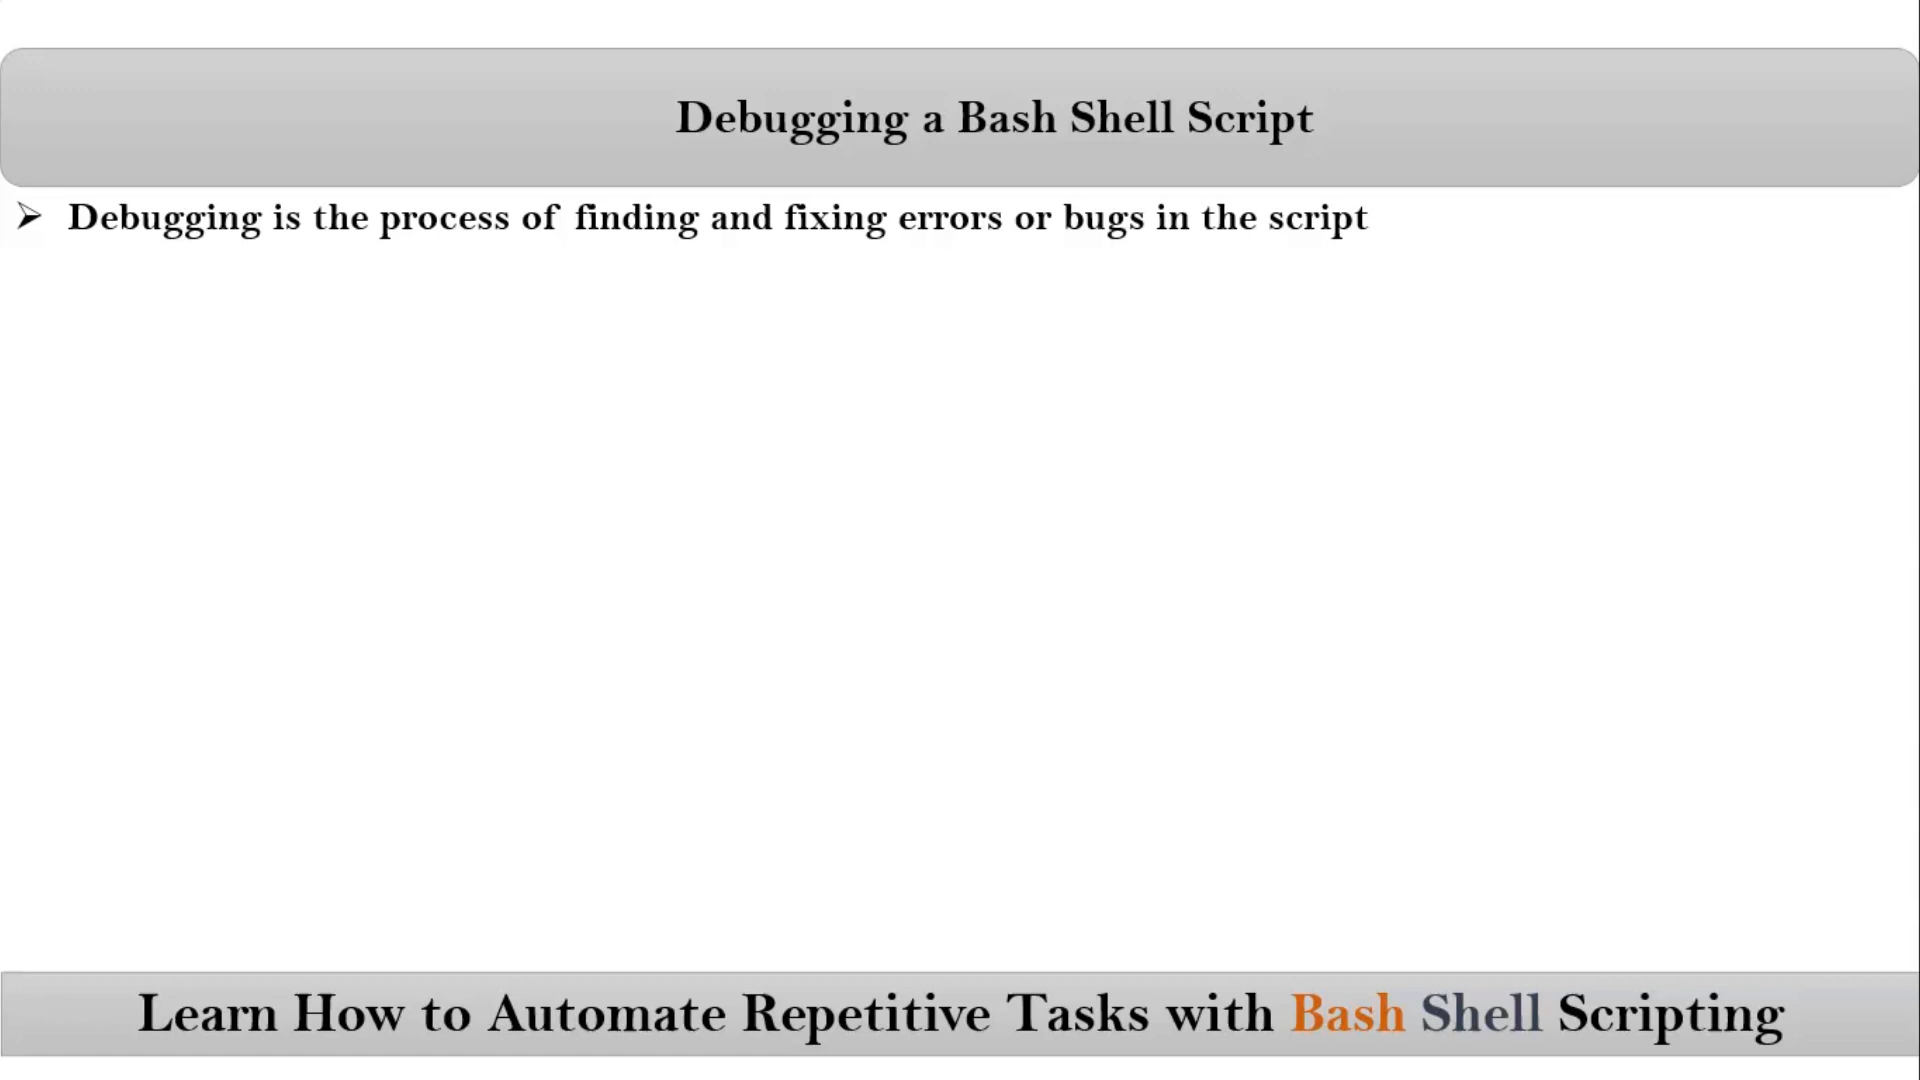 Debugging a Bash Shell Script
➢ Debugging is the process of finding and fixing errors or bugs in the script
Learn How to Automate Repetitive Tasks with Bash Shell Scripting